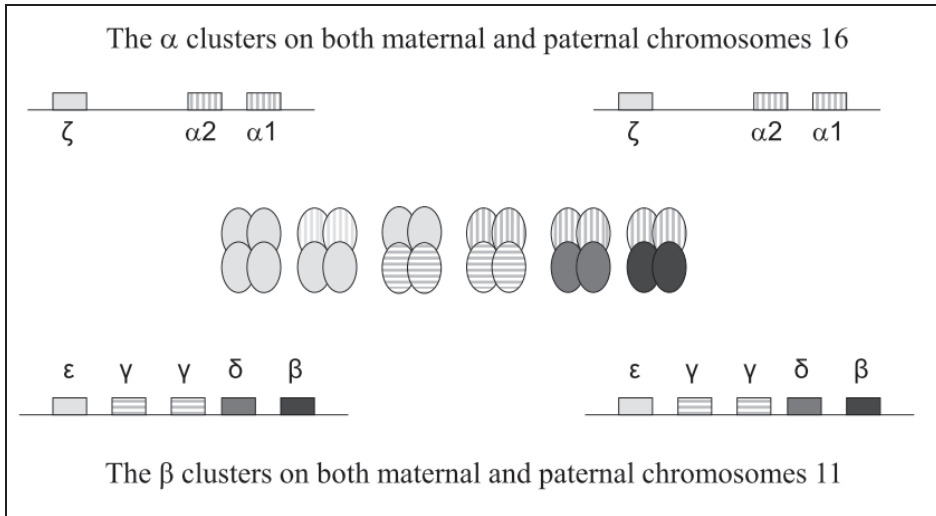 The α clusters on both maternal and paternal chromosomes 16
ζ α2 α1 ζ α2 α1
ε γ γ δ β ε γ γ δ β
The β clusters on both maternal and paternal chromosomes 11